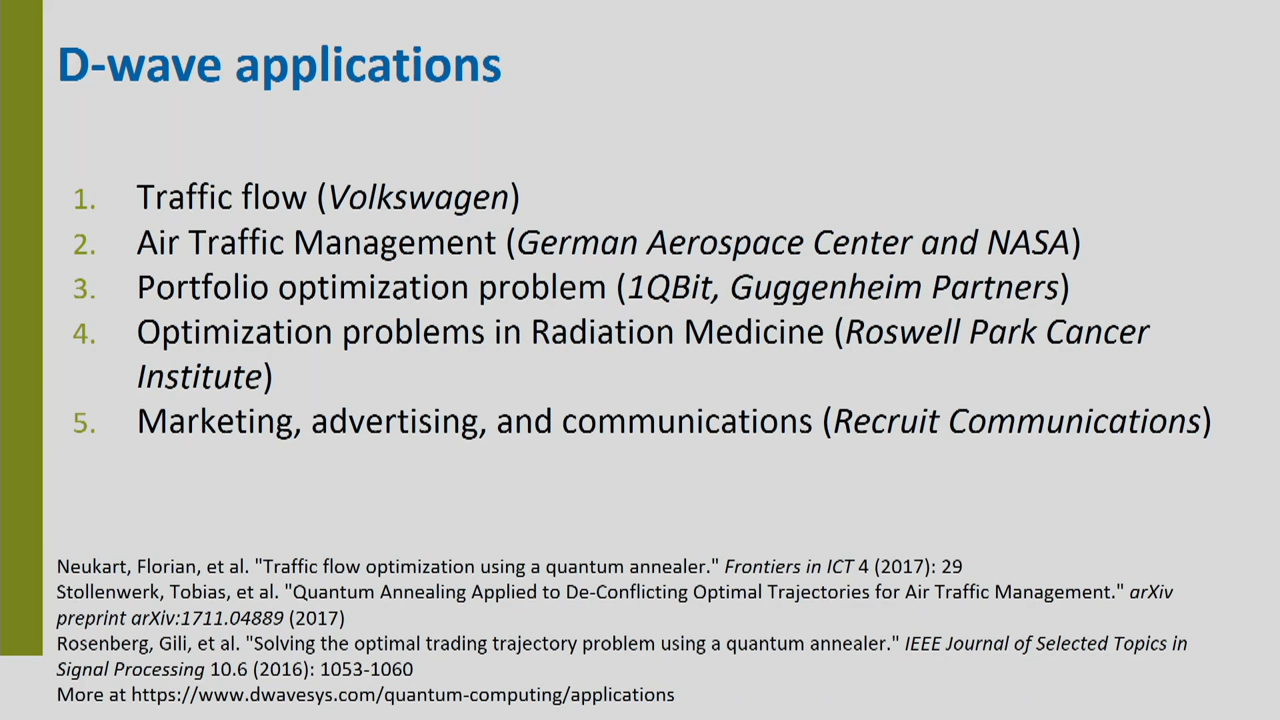 D-wave applications
1. Traffic flow (Volkswagen)
2. Air Traffic Management (German Aerospace Center and NASA)
3. Portfolio optimization problem (1QBit, Guggenheim Partners)
4. Optimization problems in Radiation Medicine (Roswell Park Cancer
Institute)
5. Marketing, advertising, and communications (Recruit Communications)
Neukart, Florian, et al. "Traffic flow optimization using a quantum annealer." Frontiers in ICT 4 (2017): 29
Stollenwerk, Tobias, et al. "Quantum Annealing Applied to De-Conflicting Optimal Trajectories for Air Traffic Management." arXiv
preprint arXiv:1711.04889 (2017)
Rosenberg, Gili, et al. "Solving the optimal trading trajectory problem using a quantum annealer." IEEE Journal of Selected Topics in
Signal Processing 10.6 (2016): 1053-1060
More at https://www.dwavesys.com/quantum-computing/applications